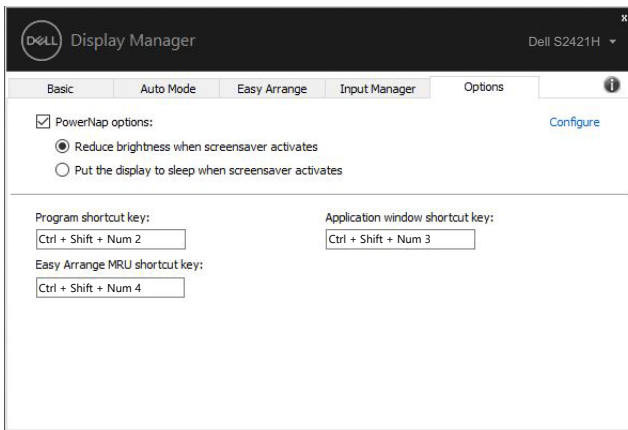 x
DELL Display Manager
Dell S2421H
Basic Auto Mode Easy Arrange Input Manager Options i
PowerNap options: Configure
Reduce brightness when screensaver activates
Put the display to sleep when screensaver activates
Program shortcut key: Application window shortcut key:
Ctrl + Shift + Num 2 Ctrl + Shift + Num 3
Easy Arrange MRU shortcut key:
Ctrl + Shift + Num 4